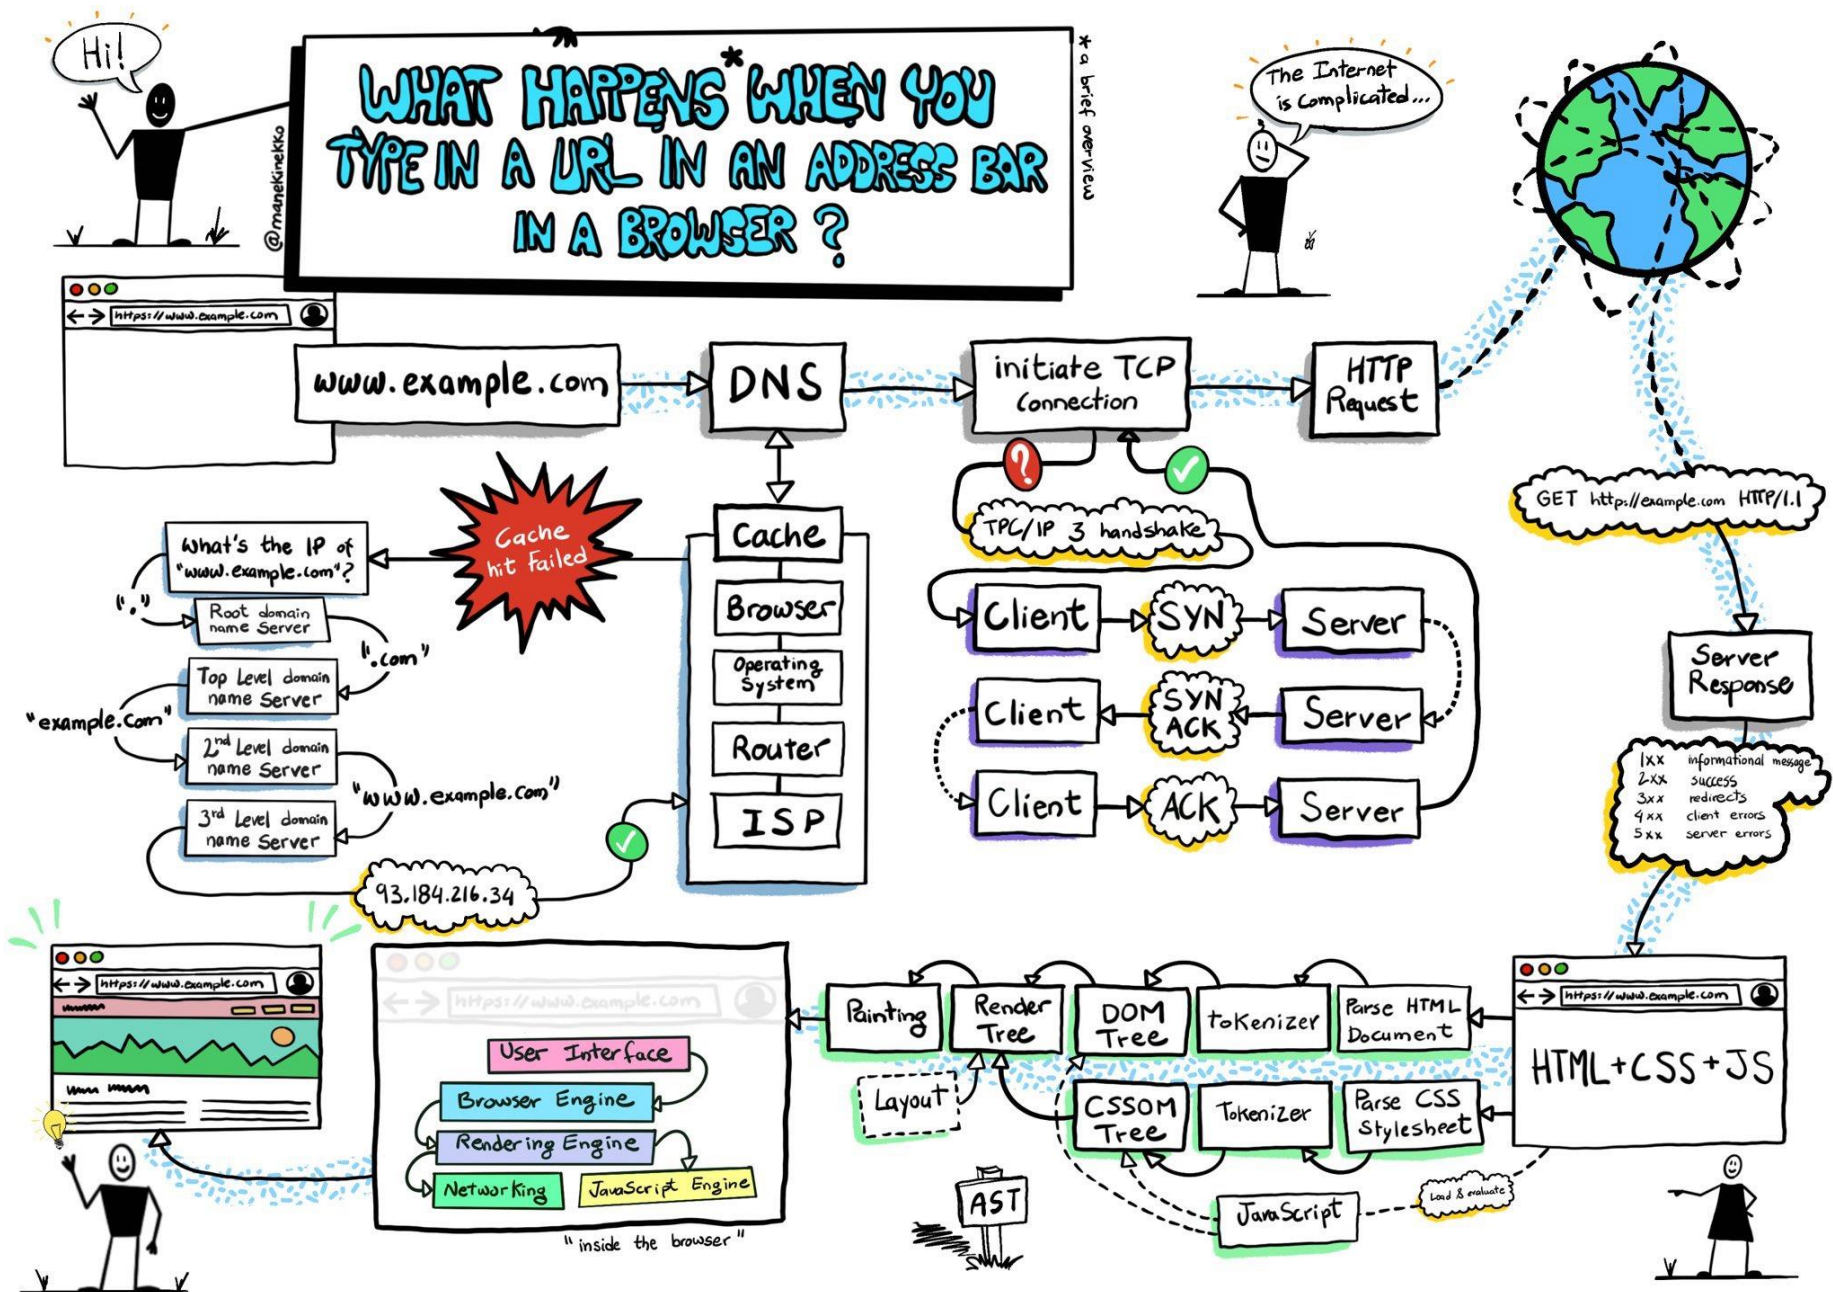 Hi!
WHAT HAPPENS* WHEN YOU
TYPE IN A URL IN AN ADDRESS BAR
IN A BROWSER ?
@manekinekko
* a brief overview
The Internet
is complicated...
https://www.example.com
www.example.com
DNS
initiate TCP
Connection
HTTP
Request
GET http://example.com HTTP/1.1
Server
Response
1xx informational message
2xx success
3xx redirects
4xx client errors
5xx server errors
Cache
Browser
Operating
System
Router
ISP
Cache
hit Failed
What's the IP of
"www.example.com"?
"."
Root domain
name Server
".com"
Top Level domain
name Server
"example.com"
2nd Level domain
name Server
"www.example.com"
3rd Level domain
name Server
93.184.216.34
?
TPC/IP 3 handshake
Client
SYN
Server
Client
SYN
ACK
Server
Client
ACK
Server
https://www.example.com
HTML+CSS+JS
Parse HTML
Document
tokenizer
DOM
Tree
Render
Tree
Painting
Layout
Parse CSS
Stylesheet
Tokenizer
CSSOM
Tree
Load & evaluate
JavaScript
AST
https://www.example.com
User Interface
Browser Engine
Rendering Engine
Networking
JavaScript Engine
"inside the browser"
https://www.example.com